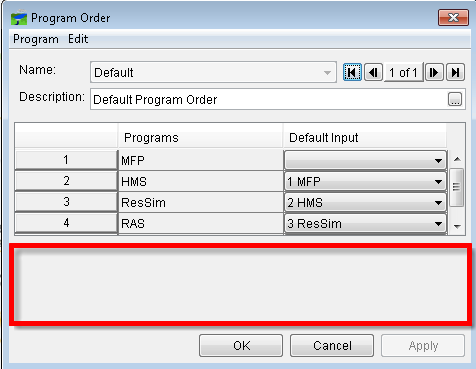 Program Order
Program Edit
Name: Default 1 of 1
Description: Default Program Order ...
Programs Default Input
1 MFP
2 HMS 1 MFP
3 ResSim 2 HMS
4 RAS 3 ResSim
OK Cancel Apply